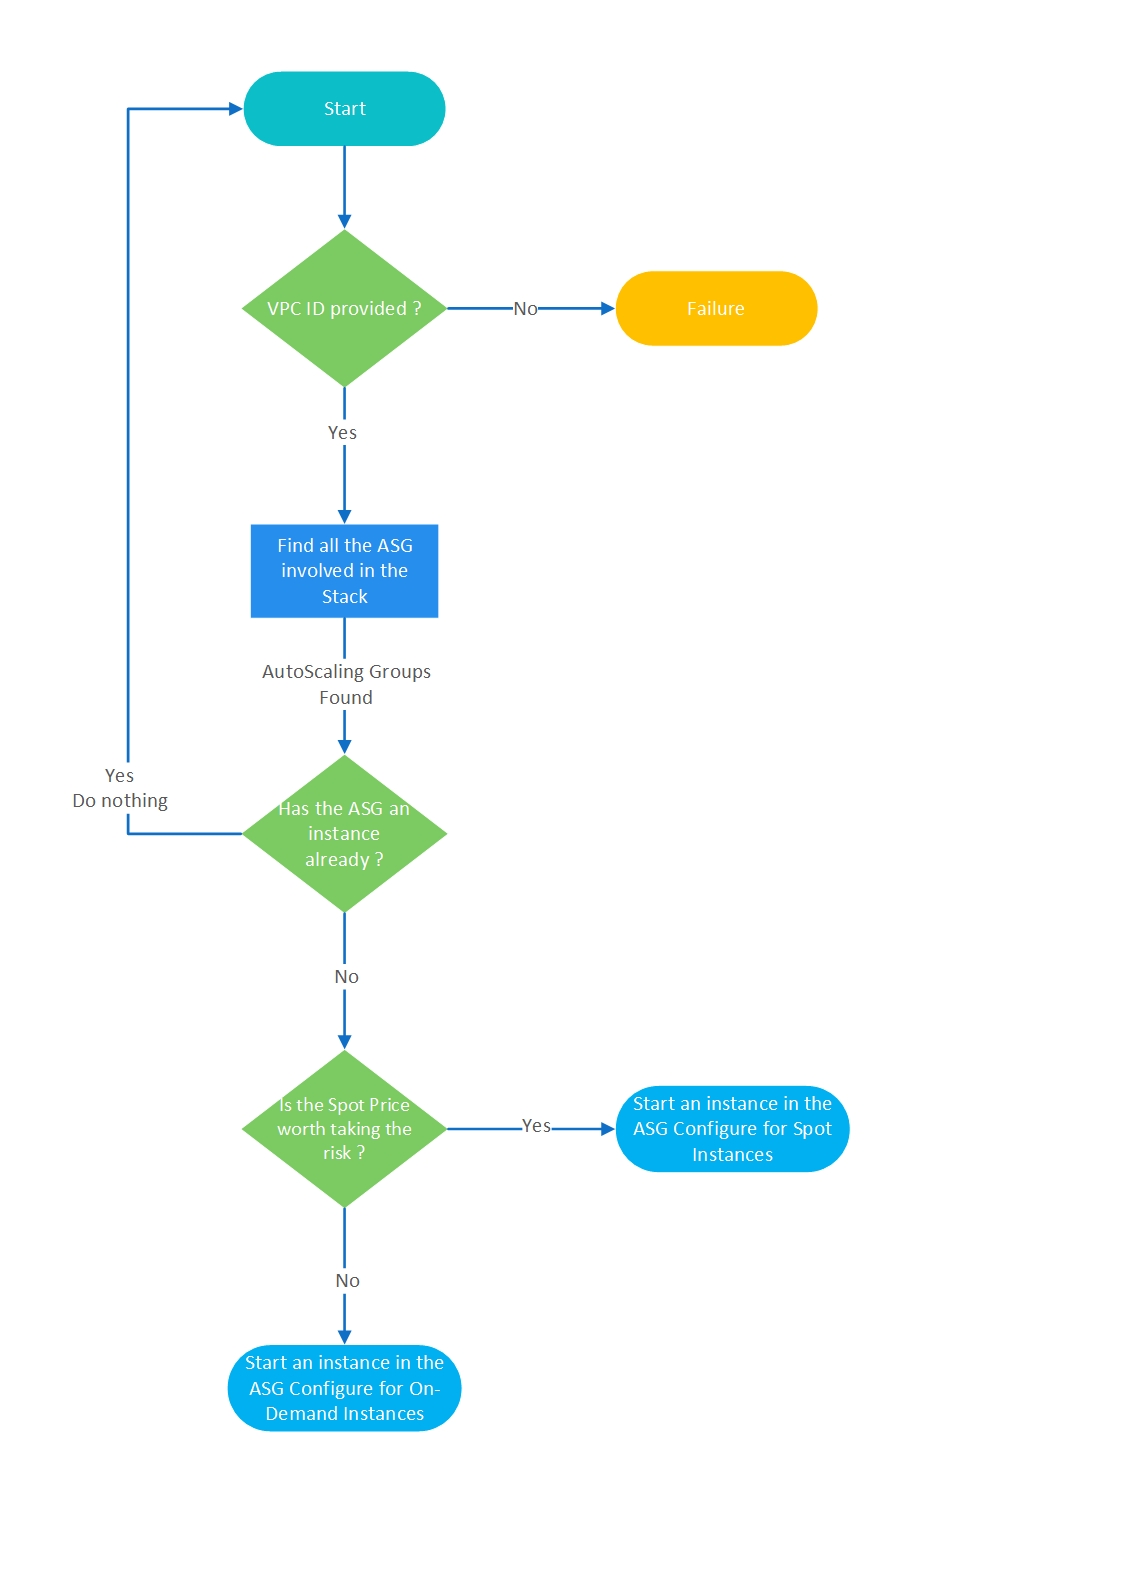 Start
VPC ID provided ?
No
Failure
Yes
Find all the ASG
involved in the
Stack
AutoScaling Groups
Found
Yes
Do nothing
Has the ASG an
instance
already ?
No
Is the Spot Price
worth taking the
risk ?
Yes
Start an instance in the
ASG Configure for Spot
Instances
No
Start an instance in the
ASG Configure for On-
Demand Instances